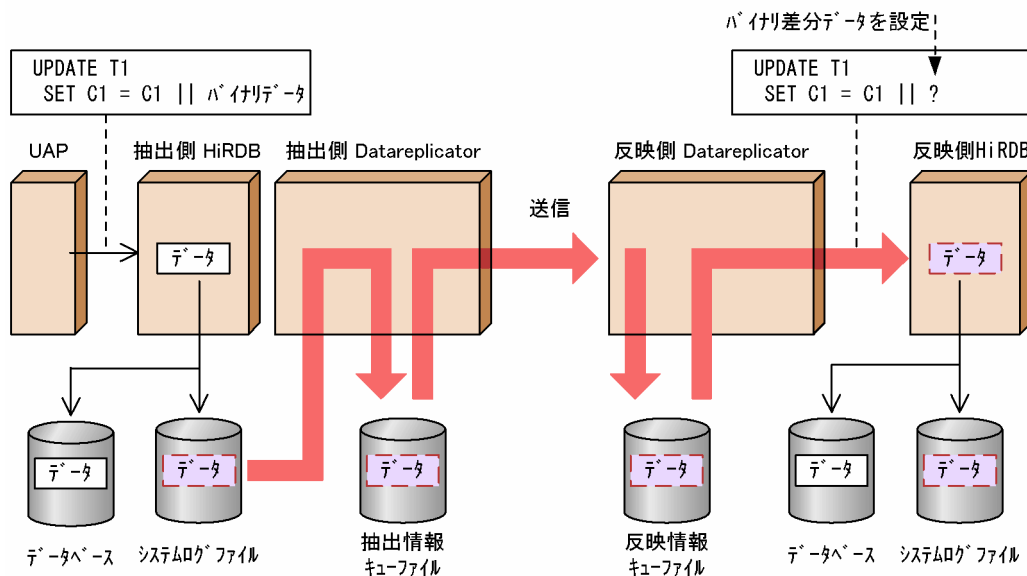 バイナリ差分データを設定
UPDATE T1
SET C1 = C1 || バイナリデータ
UPDATE T1
SET C1 = C1 || ?
UAP
抽出側 HiRDB
抽出側 Datareplicator
反映側 Datareplicator
反映側HiRDB
送信
データ
データ
データ
データ
データ
データ
データ
データ
データベース
システムログファイル
抽出情報
キューファイル
反映情報
キューファイル
データベース
システムログファイル